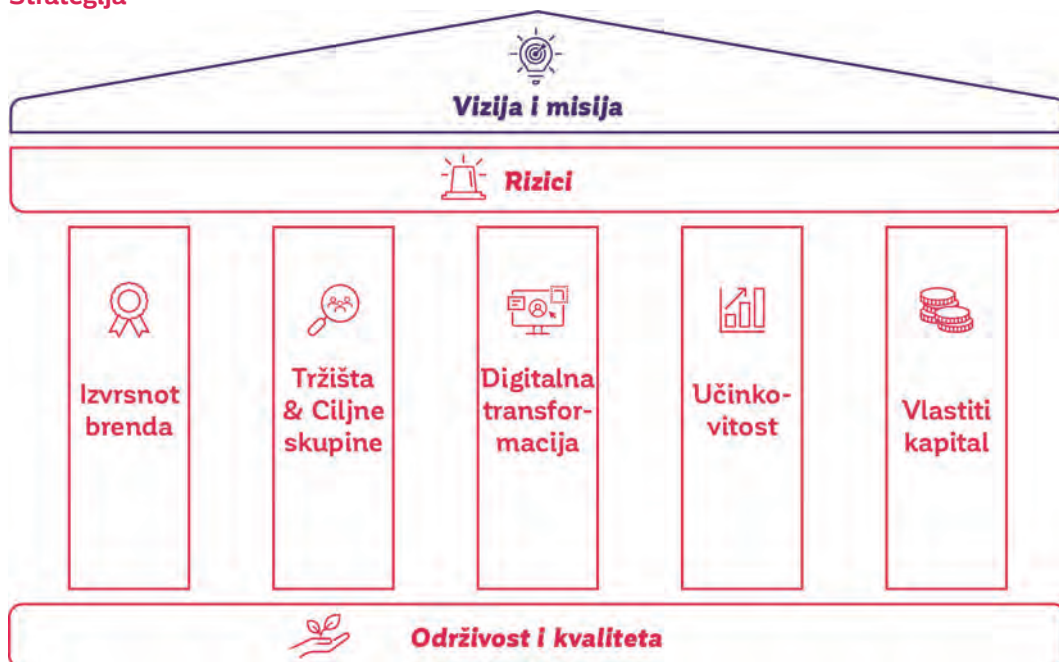 Strategija
Vizija i misija
Rizici
Izvrsnot
brenda
Tržišta
& Ciljne
skupine
Digitalna
transfor-
macija
Učinko-
vitost
Vlastiti
kapital
Održivost i kvaliteta